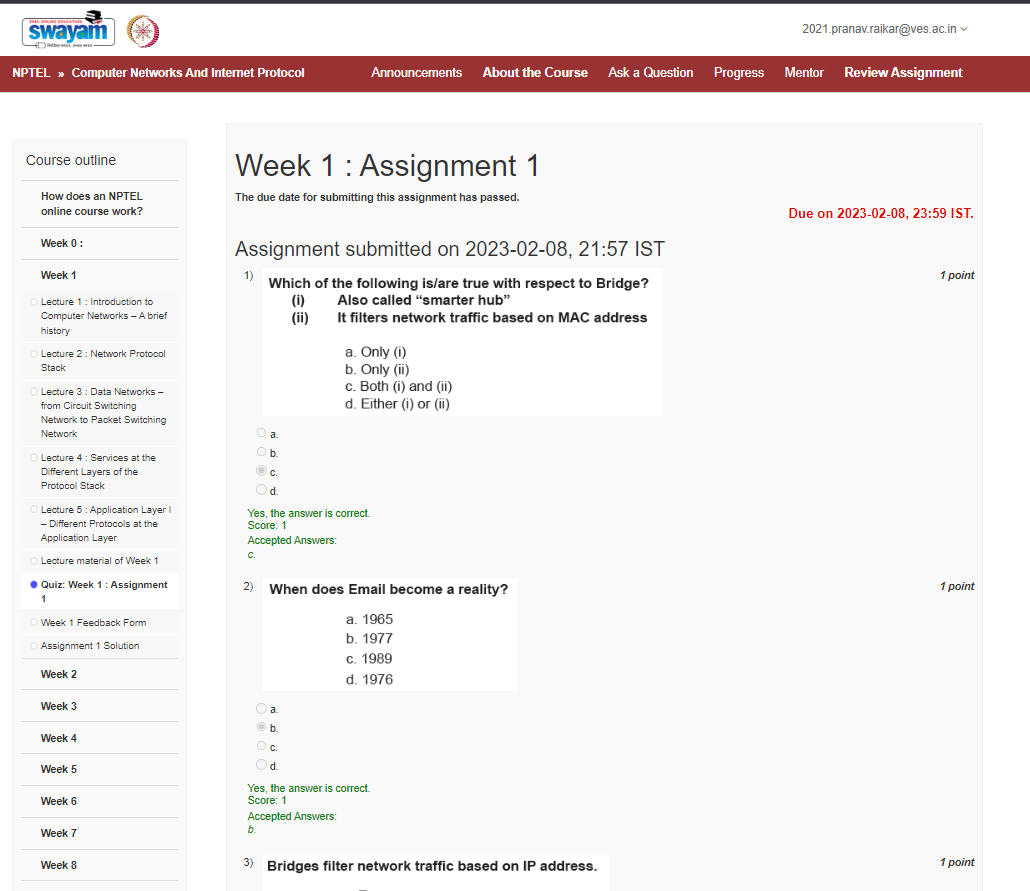 FREE ONLINE EDUCATION
swayam
2021.pranav.raikar@ves.ac.in
NPTEL » Computer Networks And Internet Protocol
Announcements About the Course Ask a Question Progress Mentor Review Assignment
Course outline
How does an NPTEL
online course work?
Week 0 :
Week 1
Lecture 1 : Introduction to
Computer Networks – A brief
history
Lecture 2 : Network Protocol
Stack
Lecture 3 : Data Networks –
from Circuit Switching
Network to Packet Switching
Network
Lecture 4 : Services at the
Different Layers of the
Protocol Stack
Lecture 5 : Application Layer I
– Different Protocols at the
Application Layer
Lecture material of Week 1
Quiz: Week 1 : Assignment
1
Week 1 Feedback Form
Assignment 1 Solution
Week 2
Week 3
Week 4
Week 5
Week 6
Week 7
Week 8
Week 1 : Assignment 1
The due date for submitting this assignment has passed.
Due on 2023-02-08, 23:59 IST.
Assignment submitted on 2023-02-08, 21:57 IST
1) Which of the following is/are true with respect to Bridge? 1 point
(i) Also called “smarter hub”
(ii) It filters network traffic based on MAC address
a. Only (i)
b. Only (ii)
c. Both (i) and (ii)
d. Either (i) or (ii)
a.
b.
c.
d.
Yes, the answer is correct.
Score: 1
Accepted Answers:
c.
2) When does Email become a reality? 1 point
a. 1965
b. 1977
c. 1989
d. 1976
a.
b.
c.
d.
Yes, the answer is correct.
Score: 1
Accepted Answers:
b.
3) Bridges filter network traffic based on IP address. 1 point